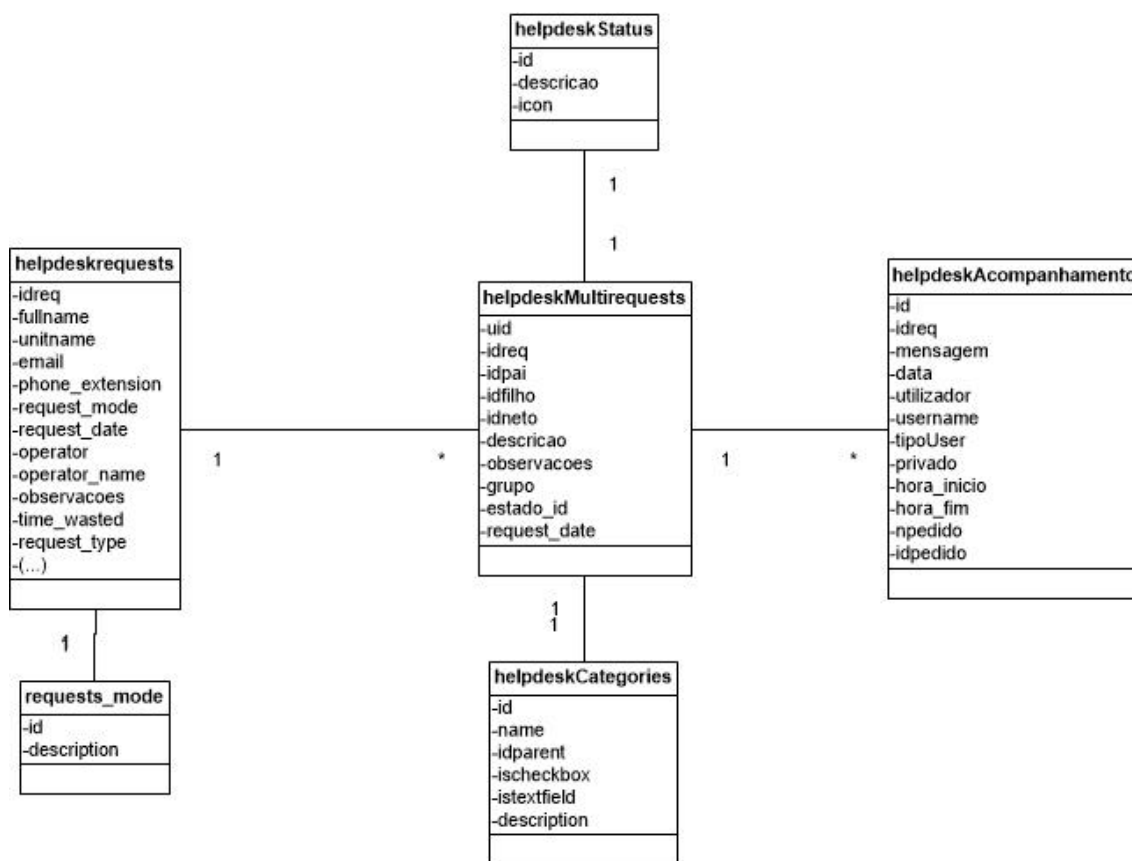 helpdeskStatus
-id
-descricao
-icon
1
1
helpdeskrequests
-idreq
-fullname
-unitname
-email
-phone_extension
-request_mode
-request_date
-operator
-operator_name
-observacoes
-time_wasted
-request_type
-(...)
1
*
helpdeskMultirequests
-uid
-idreq
-idpai
-idfilho
-idneto
-descricao
-observacoes
-grupo
-estado_id
-request_date
1
*
helpdeskAcompanhamento
-id
-idreq
-mensagem
-data
-utilizador
-username
-tipoUser
-privado
-hora_inicio
-hora_fim
-npedido
-idpedido
1
requests_mode
-id
-description
1
1
helpdeskCategories
-id
-name
-idparent
-ischeckbox
-istextfield
-description